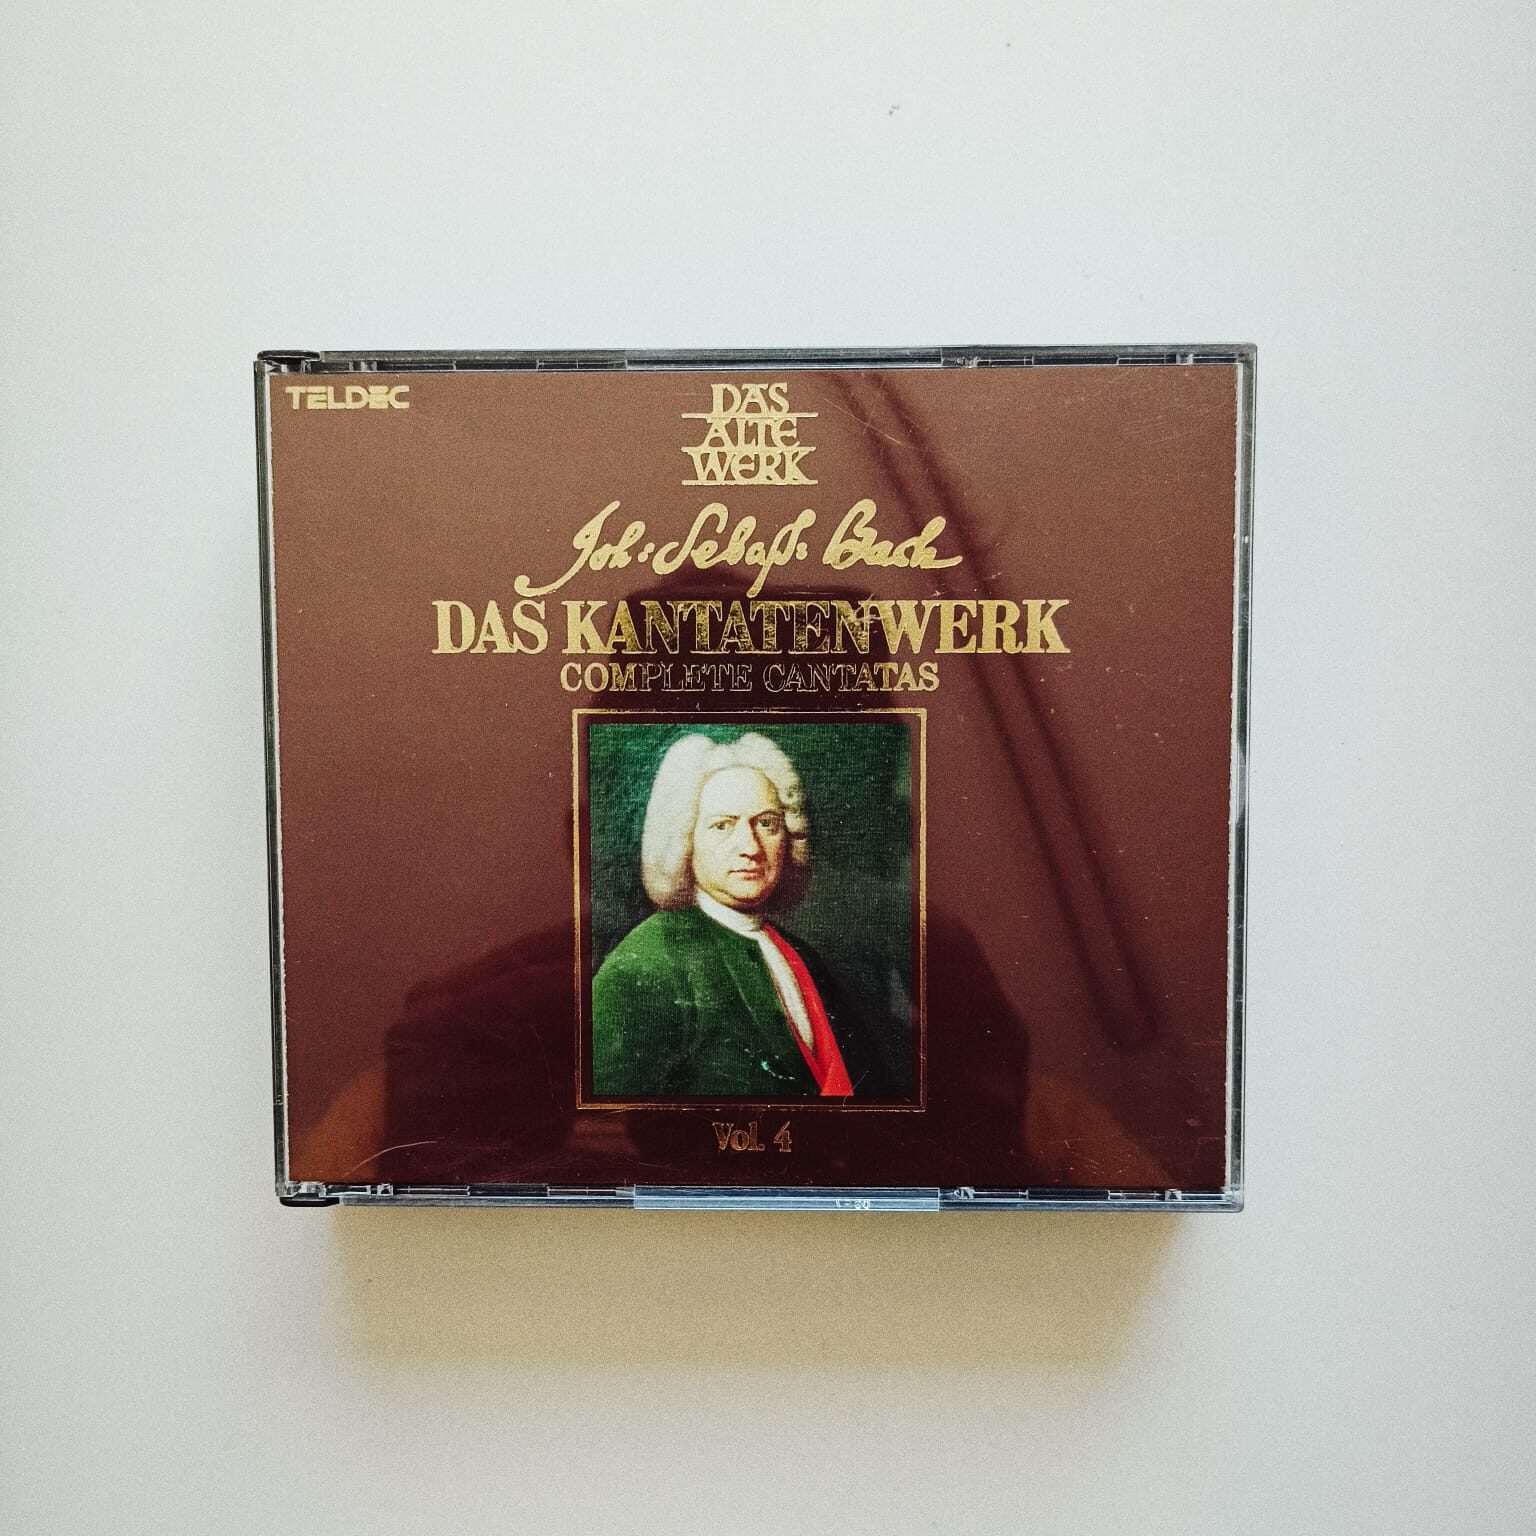 TELDEC
DAS
ALTE
WERK
Joh: Sebaſt: Bach
DAS KANTATENWERK
COMPLETE CANTATAS
Vol. 4